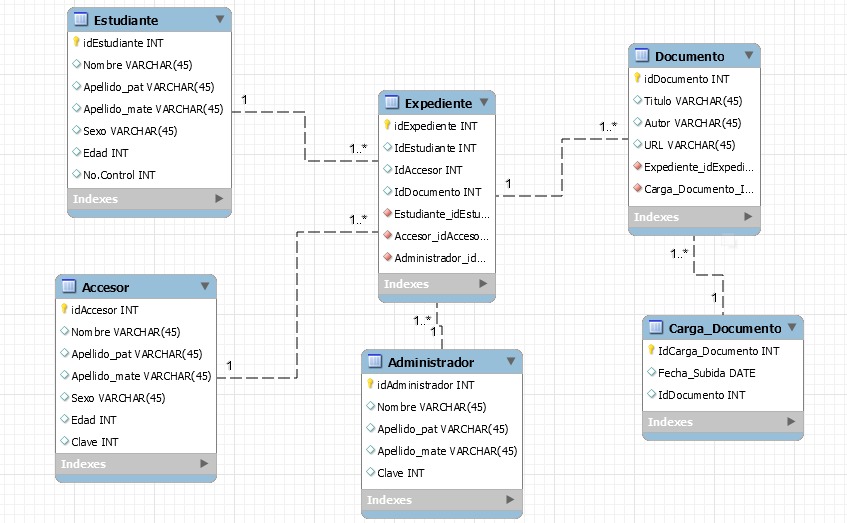 Estudiante
idEstudiante INT
Nombre VARCHAR(45)
Apellido_pat VARCHAR(45)
Apellido_mate VARCHAR(45)
Sexo VARCHAR(45)
Edad INT
No.Control INT
Indexes
1
1..*
Expediente
idExpediente INT
IdEstudiante INT
IdAccesor INT
IdDocumento INT
Estudiante_idEstu...
Accesor_idAcceso...
Administrador_id...
Indexes
1
1..*
Documento
idDocumento INT
Titulo VARCHAR(45)
Autor VARCHAR(45)
URL VARCHAR(45)
Expediente_idExpedi...
Carga_Documento_I...
Indexes
1..*
1
Accesor
idAccesor INT
Nombre VARCHAR(45)
Apellido_pat VARCHAR(45)
Apellido_mate VARCHAR(45)
Sexo VARCHAR(45)
Edad INT
Clave INT
Indexes
1
1..*
1..*
1
Administrador
idAdministrador INT
Nombre VARCHAR(45)
Apellido_pat VARCHAR(45)
Apellido_mate VARCHAR(45)
Clave INT
Indexes
Carga_Documento
IdCarga_Documento INT
Fecha_Subida DATE
IdDocumento INT
Indexes